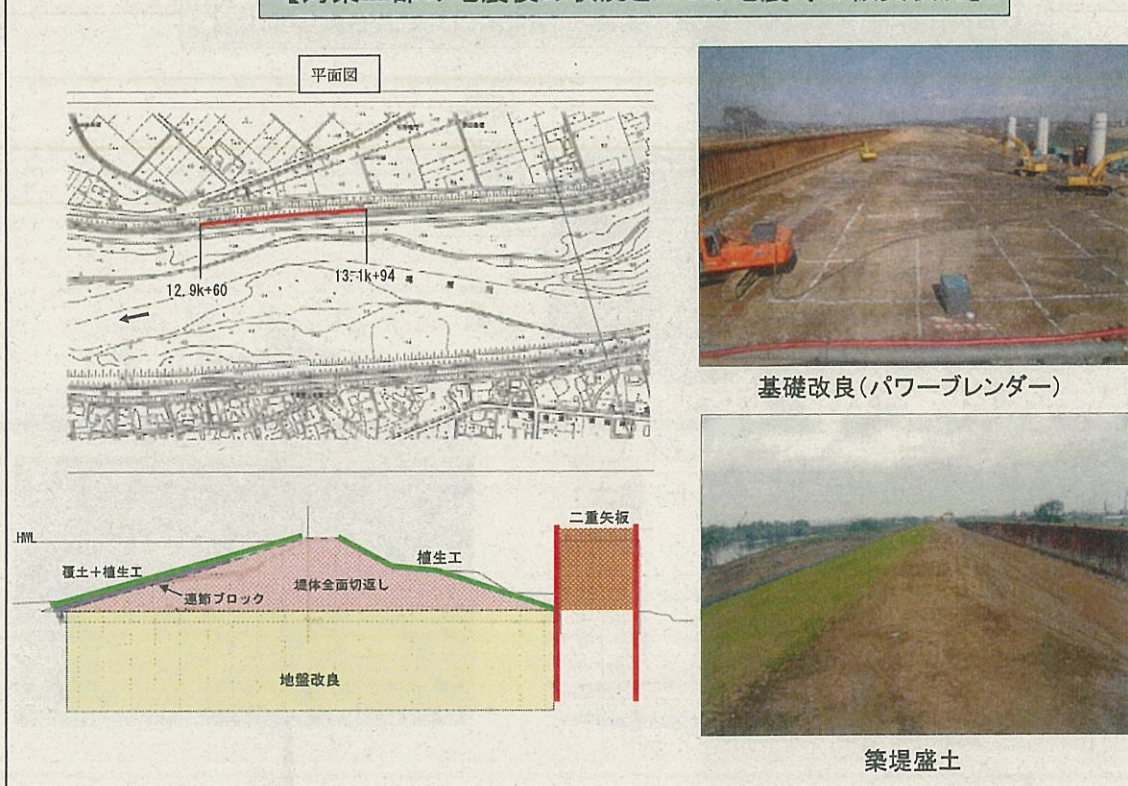 平面図
12.9k+60
13.1k+94
基礎改良(パワーブレンダー)
HWL
覆土+植生工
連節ブロック
堤体全面切返し
植生工
二重矢板
地盤改良
築堤盛土